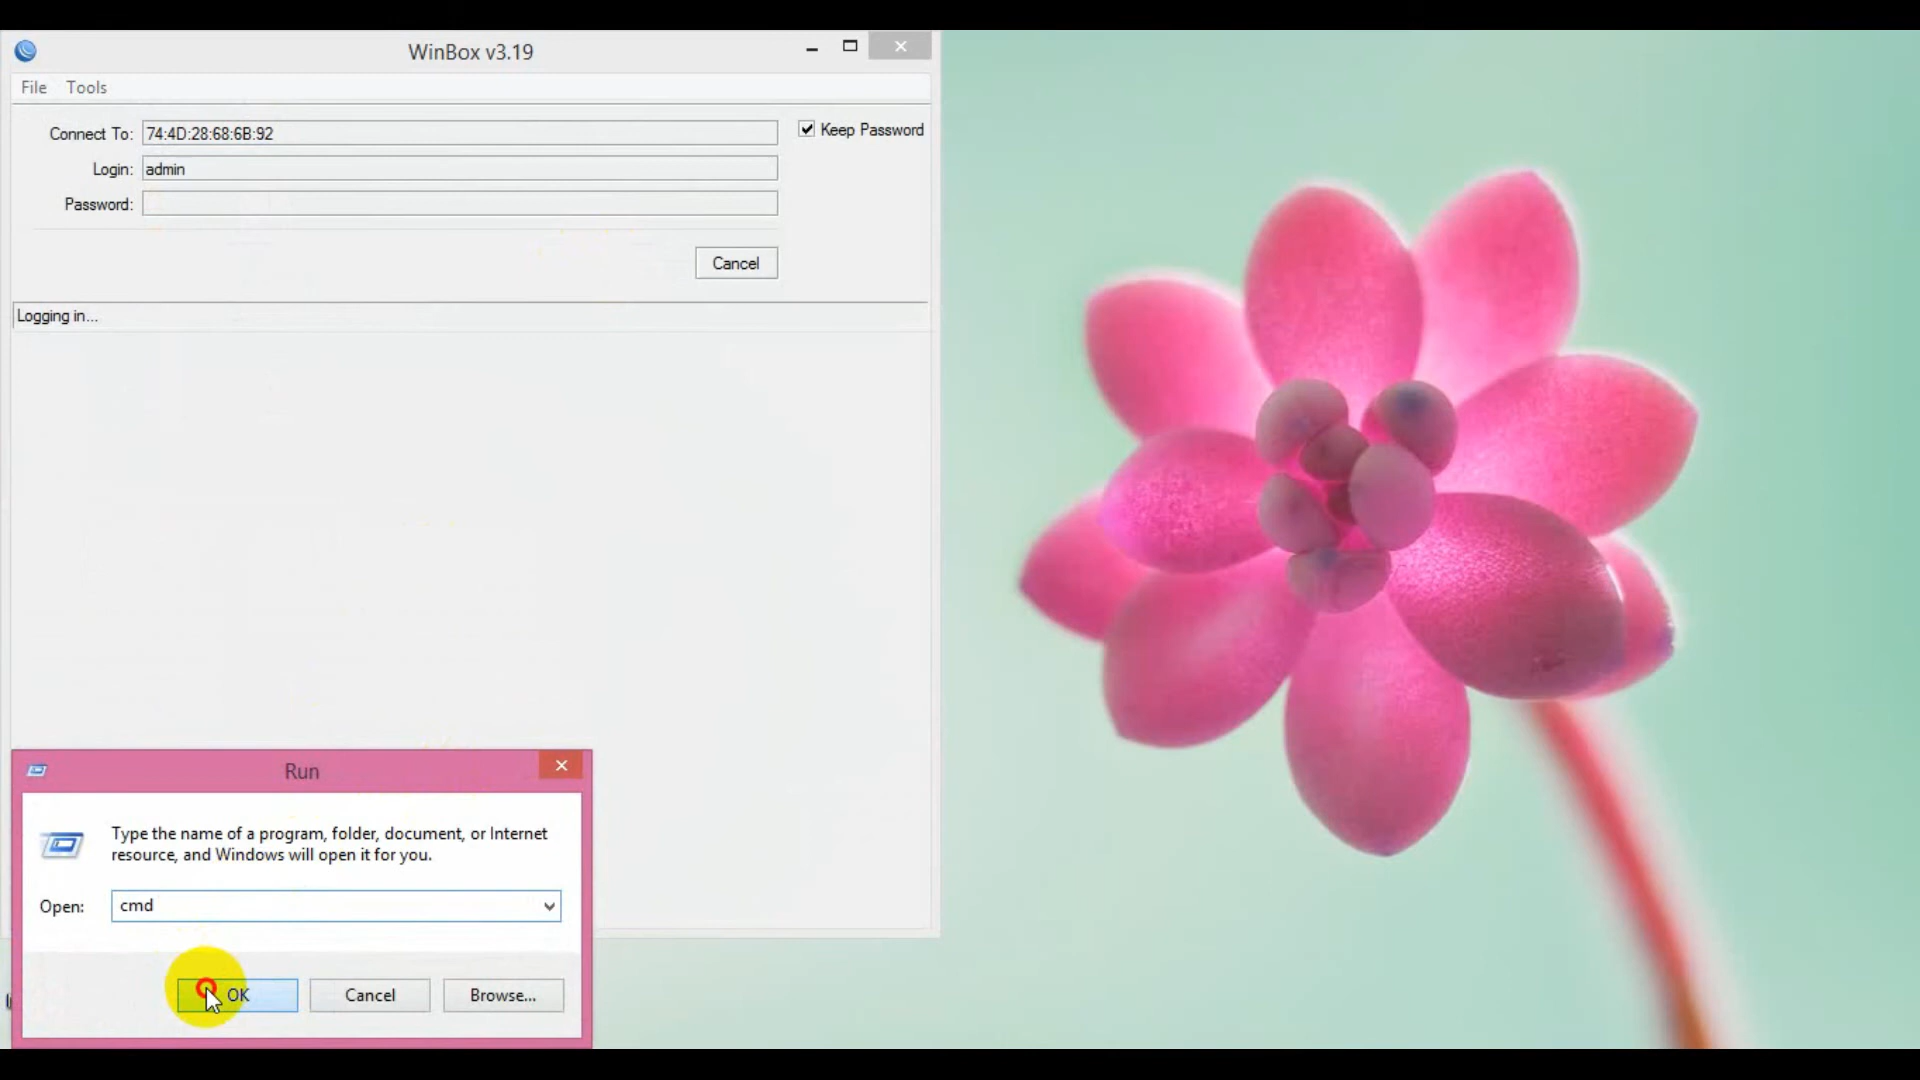 WinBox v3.19
File Tools
Connect To: 74:4D:28:68:6B:92
Keep Password
Login: admin
Password:
Cancel
Logging in...
Run
Type the name of a program, folder, document, or Internet
resource, and Windows will open it for you.
Open: cmd
OK Cancel Browse...